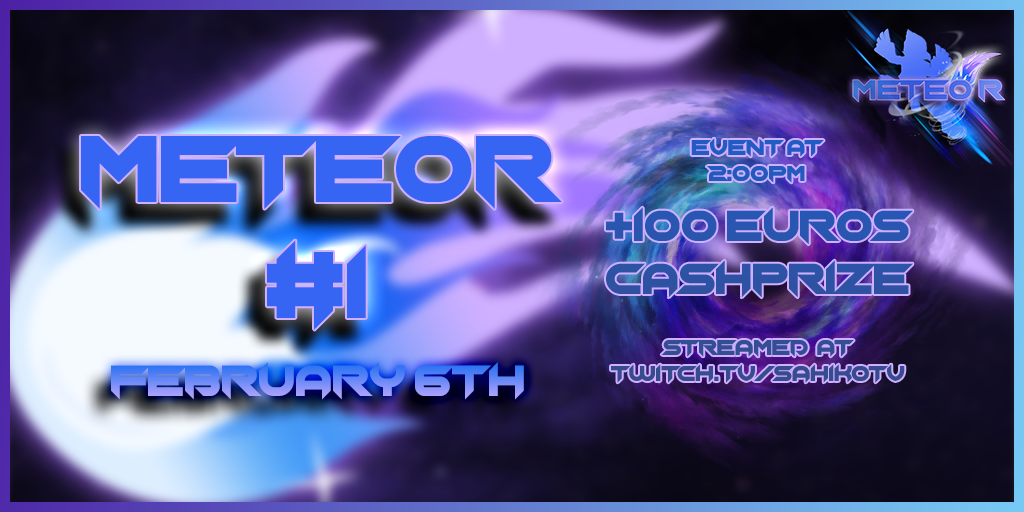 METEOR
#1
FEBRUARY 6TH
METEOR
EVENT AT
2:00PM
+100 EUROS
CASHPRIZE
STREAMED AT
TWITCH.TV/SAHIKOTV